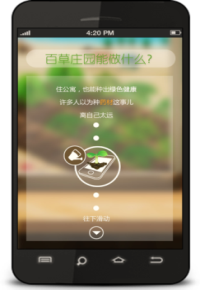 4:20 PM
百草庄园能做什么?
住公寓，也能种出绿色健康
许多人以为种药材这事儿
离自己太远
往下滑动